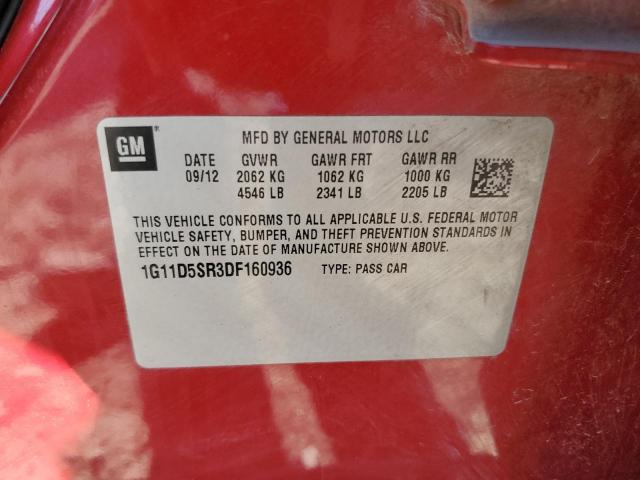 GM
MFD BY GENERAL MOTORS LLC
DATE GVWR GAWR FRT GAWR RR
09/12 2062 KG 1062 KG 1000 KG
4546 LB 2341 LB 2205 LB
THIS VEHICLE CONFORMS TO ALL APPLICABLE U.S. FEDERAL MOTOR
VEHICLE SAFETY, BUMPER, AND THEFT PREVENTION STANDARDS IN
EFFECT ON THE DATE OF MANUFACTURE SHOWN ABOVE.
1G11D5SR3DF160936 TYPE: PASS CAR